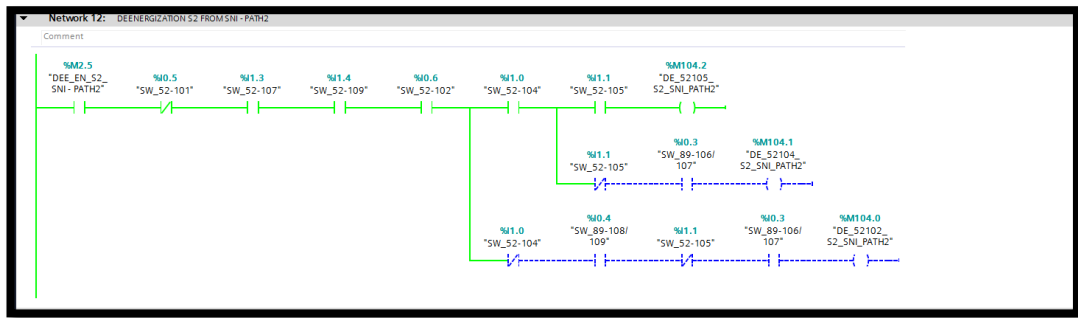 Network 12: DEENERGIZATION S2 FROM SNI - PATH2
Comment
%M2.5
"DEE_EN_S2_
SNI - PATH2"
%I0.5
"SW_52-101"
%I1.3
"SW_52-107"
%I1.4
"SW_52-109"
%I0.6
"SW_52-102"
%I1.0
"SW_52-104"
%I1.1
"SW_52-105"
%M104.2
"DE_52105_
S2_SNI_PATH2"
%I1.1
"SW_52-105"
%I0.3
"SW_89-106/
107"
%M104.1
"DE_52104_
S2_SNI_PATH2"
%I1.0
"SW_52-104"
%I0.4
"SW_89-108/
109"
%I1.1
"SW_52-105"
%I0.3
"SW_89-106/
107"
%M104.0
"DE_52102_
S2_SNI_PATH2"